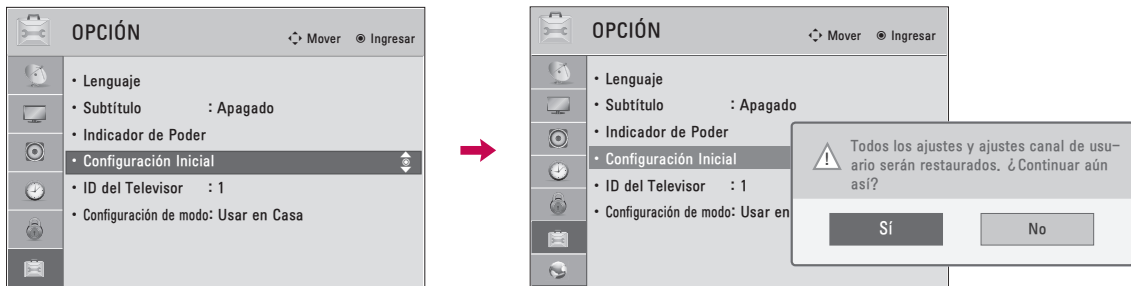 OPCIÓN
Mover Ingresar
• Lenguaje
• Subtítulo : Apagado
• Indicador de Poder
• Configuración Inicial
• ID del Televisor : 1
• Configuración de modo: Usar en Casa
OPCIÓN
Mover Ingresar
• Lenguaje
• Subtítulo : Apagado
• Indicador de Poder
• Configuración Inicial
• ID del Televisor : 1
• Configuración de modo: Usar en
Todos los ajustes y ajustes canal de usu-
ario serán restaurados. ¿Continuar aún
así?
Sí No